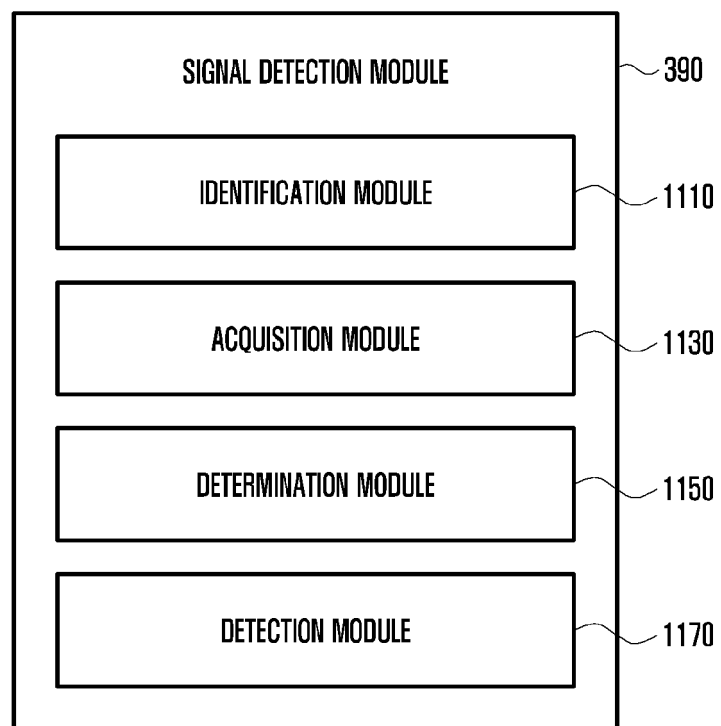 SIGNAL DETECTION MODULE 390
IDENTIFICATION MODULE 1110
ACQUISITION MODULE 1130
DETERMINATION MODULE 1150
DETECTION MODULE 1170